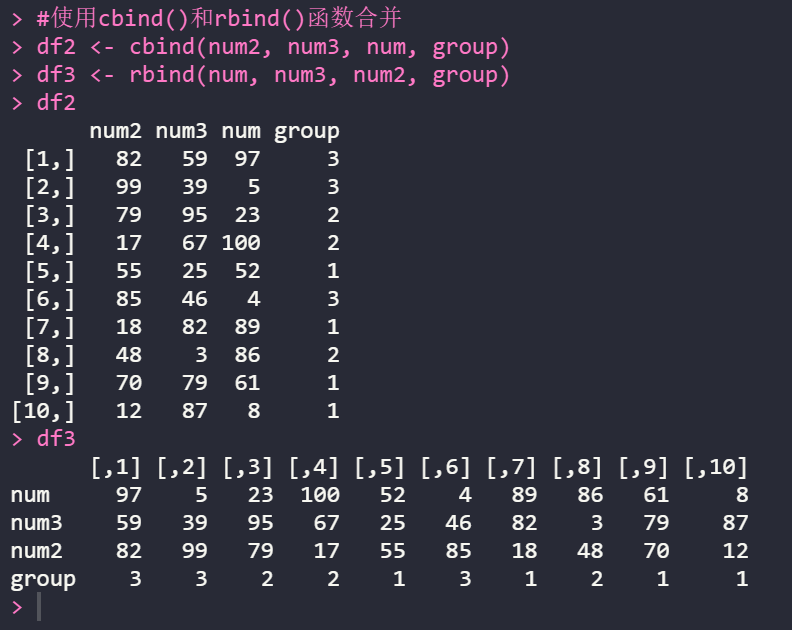 > #使用cbind()和rbind()函数合并
> df2 <- cbind(num2, num3, num, group)
> df3 <- rbind(num, num3, num2, group)
> df2
      num2 num3 num group
 [1,]   82   59  97     3
 [2,]   99   39   5     3
 [3,]   79   95  23     2
 [4,]   17   67 100     2
 [5,]   55   25  52     1
 [6,]   85   46   4     3
 [7,]   18   82  89     1
 [8,]   48    3  86     2
 [9,]   70   79  61     1
[10,]   12   87   8     1
> df3
      [,1] [,2] [,3] [,4] [,5] [,6] [,7] [,8] [,9] [,10]
num     97    5   23  100   52    4   89   86   61     8
num3    59   39   95   67   25   46   82    3   79    87
num2    82   99   79   17   55   85   18   48   70    12
group    3    3    2    2    1    3    1    2    1     1
>